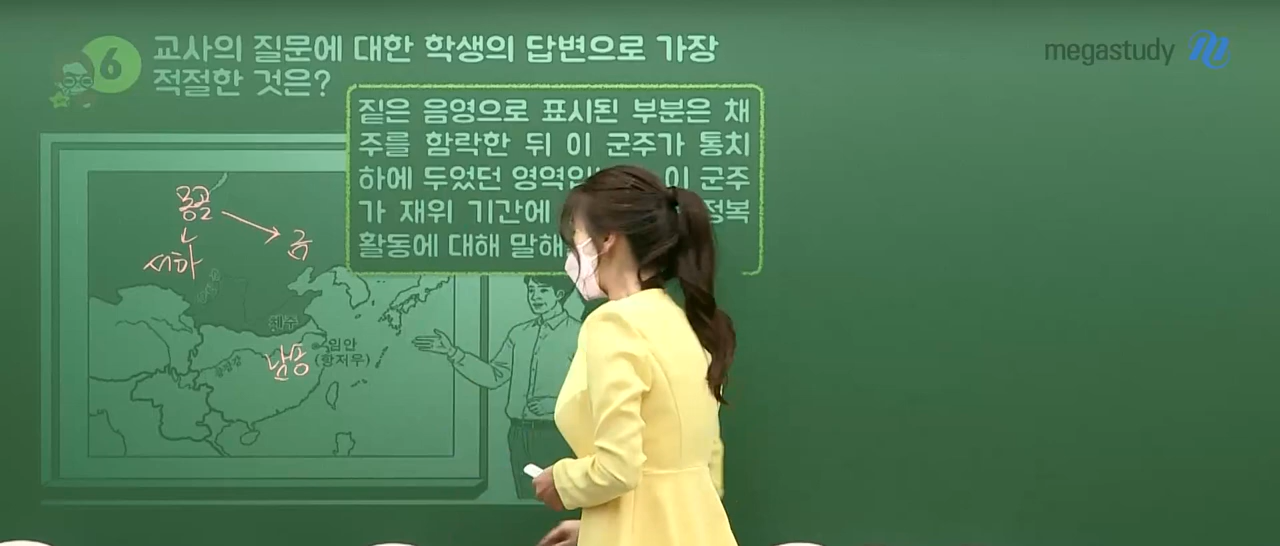 6
교사의 질문에 대한 학생의 답변으로 가장
적절한 것은?
megastudy
짙은 음영으로 표시된 부분은 채
주를 함락한 뒤 이 군주가 통치
하에 두었던 영역 이 군주
가 재위 기간에 정복
활동에 대해 말해
몽골
금
서하
채주
임안
(항저우)
남송